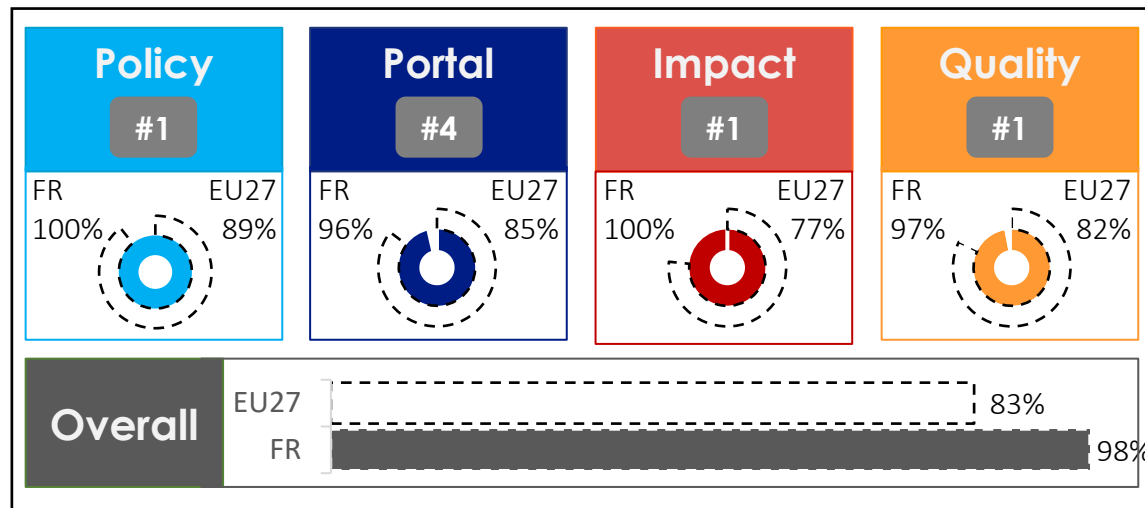 Policy
#1
FR EU27
100% 89%
Portal
#4
FR EU27
96% 85%
Impact
#1
FR EU27
100% 77%
Quality
#1
FR EU27
97% 82%
Overall
EU27 83%
FR 98%